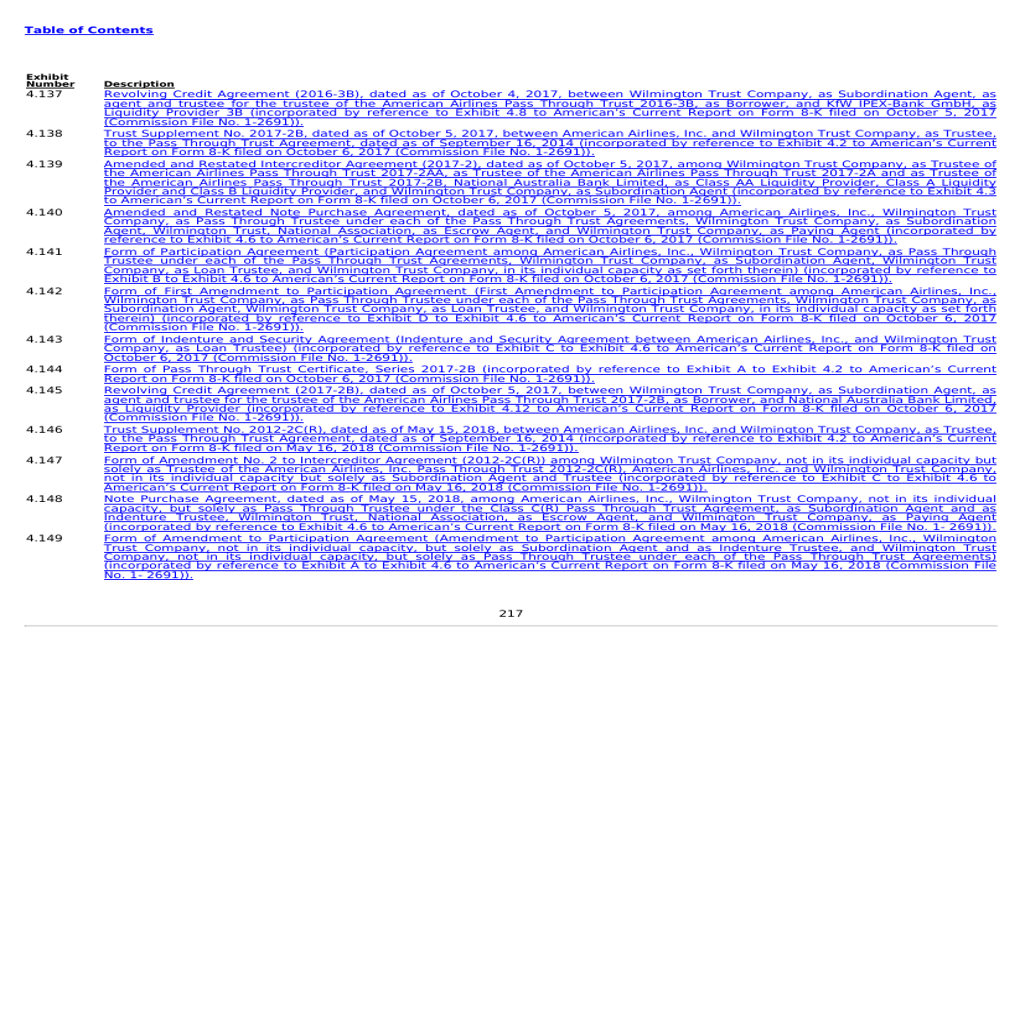 Table of Contents
Exhibit
Number Description
4.137 Revolving Credit Agreement (2016-3B), dated as of October 4, 2017, between Wilmington Trust Company, as Subordination Agent, as
agent and trustee for the trustee of the American Airlines Pass Through Trust 2016-3B, as Borrower, and KfW IPEX-Bank GmbH, as
Liquidity Provider 3B (incorporated by reference to Exhibit 4.8 to American's Current Report on Form 8-K filed on October 5, 2017
(Commission File No. 1-2691)).
4.138 Trust Supplement No. 2017-2B, dated as of October 5, 2017, between American Airlines, Inc. and Wilmington Trust Company, as Trustee,
to the Pass Through Trust Agreement, dated as of September 16, 2014 (incorporated by reference to Exhibit 4.2 to American's Current
Report on Form 8-K filed on October 6, 2017 (Commission File No. 1-2691)).
4.139 Amended and Restated Intercreditor Agreement (2017-2), dated as of October 5, 2017, among Wilmington Trust Company, as Trustee of
the American Airlines Pass Through Trust 2017-2AA, as Trustee of the American Airlines Pass Through Trust 2017-2A and as Trustee of
the American Airlines Pass Through Trust 2017-2B, National Australia Bank Limited, as Class AA Liquidity Provider, Class A Liquidity
Provider and Class B Liquidity Provider, and Wilmington Trust Company, as Subordination Agent (incorporated by reference to Exhibit 4.3
to American's Current Report on Form 8-K filed on October 6, 2017 (Commission File No. 1-2691)).
4.140 Amended and Restated Note Purchase Agreement, dated as of October 5, 2017, among American Airlines, Inc., Wilmington Trust
Company, as Pass Through Trustee under each of the Pass Through Trust Agreements, Wilmington Trust Company, as Subordination
Agent, Wilmington Trust, National Association, as Escrow Agent, and Wilmington Trust Company, as Paying Agent (incorporated by
reference to Exhibit 4.6 to American's Current Report on Form 8-K filed on October 6, 2017 (Commission File No. 1-2691)).
4.141 Form of Participation Agreement (Participation Agreement among American Airlines, Inc., Wilmington Trust Company, as Pass Through
Trustee under each of the Pass Through Trust Agreements, Wilmington Trust Company, as Subordination Agent, Wilmington Trust
Company, as Loan Trustee, and Wilmington Trust Company, in its individual capacity as set forth therein) (incorporated by reference to
Exhibit B to Exhibit 4.6 to American's Current Report on Form 8-K filed on October 6, 2017 (Commission File No. 1-2691)).
4.142 Form of First Amendment to Participation Agreement (First Amendment to Participation Agreement among American Airlines, Inc.,
Wilmington Trust Company, as Pass Through Trustee under each of the Pass Through Trust Agreements, Wilmington Trust Company, as
Subordination Agent, Wilmington Trust Company, as Loan Trustee, and Wilmington Trust Company, in its individual capacity as set forth
therein) (incorporated by reference to Exhibit D to Exhibit 4.6 to American's Current Report on Form 8-K filed on October 6, 2017
(Commission File No. 1-2691)).
4.143 Form of Indenture and Security Agreement (Indenture and Security Agreement between American Airlines, Inc., and Wilmington Trust
Company, as Loan Trustee) (incorporated by reference to Exhibit C to Exhibit 4.6 to American's Current Report on Form 8-K filed on
October 6, 2017 (Commission File No. 1-2691)).
4.144 Form of Pass Through Trust Certificate, Series 2017-2B (incorporated by reference to Exhibit A to Exhibit 4.2 to American's Current
Report on Form 8-K filed on October 6, 2017 (Commission File No. 1-2691)).
4.145 Revolving Credit Agreement (2017-2B), dated as of October 5, 2017, between Wilmington Trust Company, as Subordination Agent, as
agent and trustee for the trustee of the American Airlines Pass Through Trust 2017-2B, as Borrower, and National Australia Bank Limited,
as Liquidity Provider (incorporated by reference to Exhibit 4.12 to American's Current Report on Form 8-K filed on October 6, 2017
(Commission File No. 1-2691)).
4.146 Trust Supplement No. 2012-2C(R), dated as of May 15, 2018, between American Airlines, Inc. and Wilmington Trust Company, as Trustee,
to the Pass Through Trust Agreement, dated as of September 16, 2014 (incorporated by reference to Exhibit 4.2 to American's Current
Report on Form 8-K filed on May 16, 2018 (Commission File No. 1-2691)).
4.147 Form of Amendment No. 2 to Intercreditor Agreement (2012-2C(R)) among Wilmington Trust Company, not in its individual capacity but
solely as Trustee of the American Airlines, Inc. Pass Through Trust 2012-2C(R), American Airlines, Inc. and Wilmington Trust Company,
not in its individual capacity but solely as Subordination Agent and Trustee (incorporated by reference to Exhibit C to Exhibit 4.6 to
American's Current Report on Form 8-K filed on May 16, 2018 (Commission File No. 1-2691)).
4.148 Note Purchase Agreement, dated as of May 15, 2018, among American Airlines, Inc., Wilmington Trust Company, not in its individual
capacity, but solely as Pass Through Trustee under the Class C(R) Pass Through Trust Agreement, as Subordination Agent and as
Indenture Trustee, Wilmington Trust, National Association, as Escrow Agent, and Wilmington Trust Company, as Paying Agent
(incorporated by reference to Exhibit 4.6 to American's Current Report on Form 8-K filed on May 16, 2018 (Commission File No. 1- 2691)).
4.149 Form of Amendment to Participation Agreement (Amendment to Participation Agreement among American Airlines, Inc., Wilmington
Trust Company, not in its individual capacity, but solely as Subordination Agent and as Indenture Trustee, and Wilmington Trust
Company, not in its individual capacity, but solely as Pass Through Trustee under each of the Pass Through Trust Agreements)
(incorporated by reference to Exhibit A to Exhibit 4.6 to American's Current Report on Form 8-K filed on May 16, 2018 (Commission File
No. 1- 2691)).
217